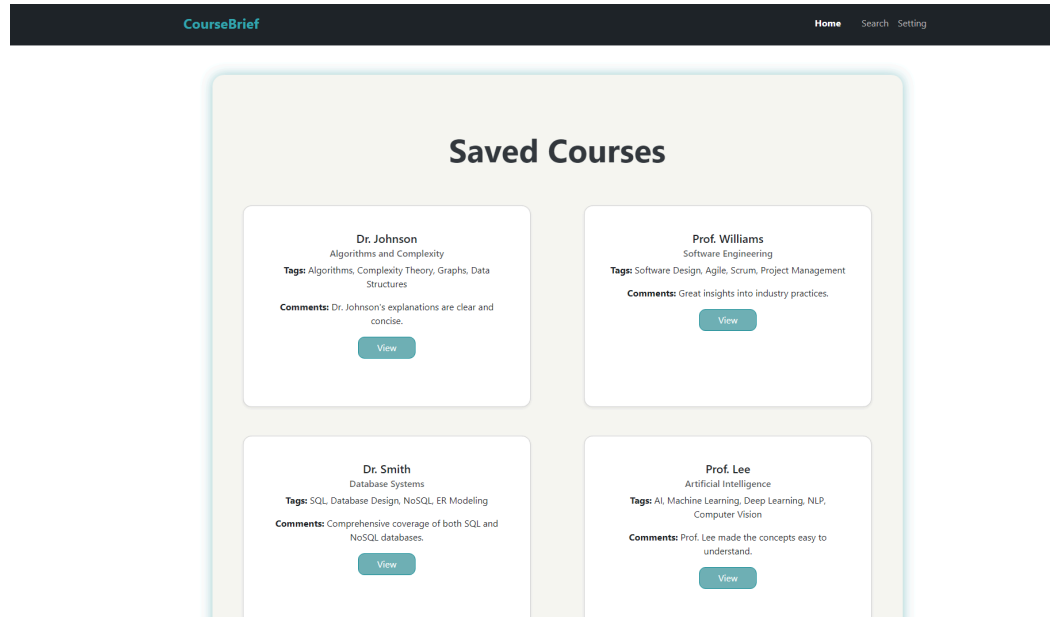 CourseBrief
Home Search Setting
Saved Courses
Dr. Johnson
Algorithms and Complexity
Tags: Algorithms, Complexity Theory, Graphs, Data
Structures
Comments: Dr. Johnson's explanations are clear and
concise.
View
Prof. Williams
Software Engineering
Tags: Software Design, Agile, Scrum, Project Management
Comments: Great insights into industry practices.
View
Dr. Smith
Database Systems
Tags: SQL, Database Design, NoSQL, ER Modeling
Comments: Comprehensive coverage of both SQL and
NoSQL databases.
View
Prof. Lee
Artificial Intelligence
Tags: AI, Machine Learning, Deep Learning, NLP,
Computer Vision
Comments: Prof. Lee made the concepts easy to
understand.
View